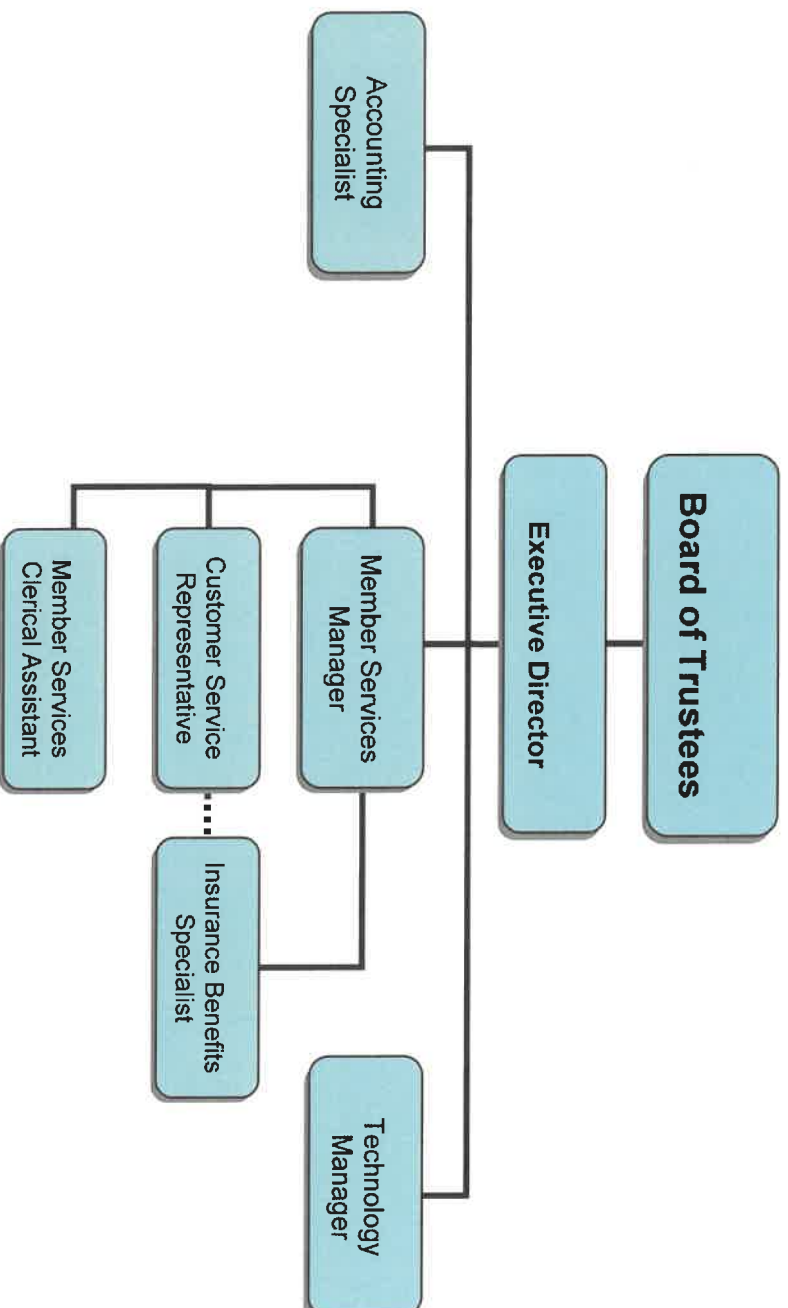 Board of Trustees
Executive Director
Accounting
Specialist
Member Services
Manager
Technology
Manager
Customer Service
Representative
Insurance Benefits
Specialist
Member Services
Clerical Assistant